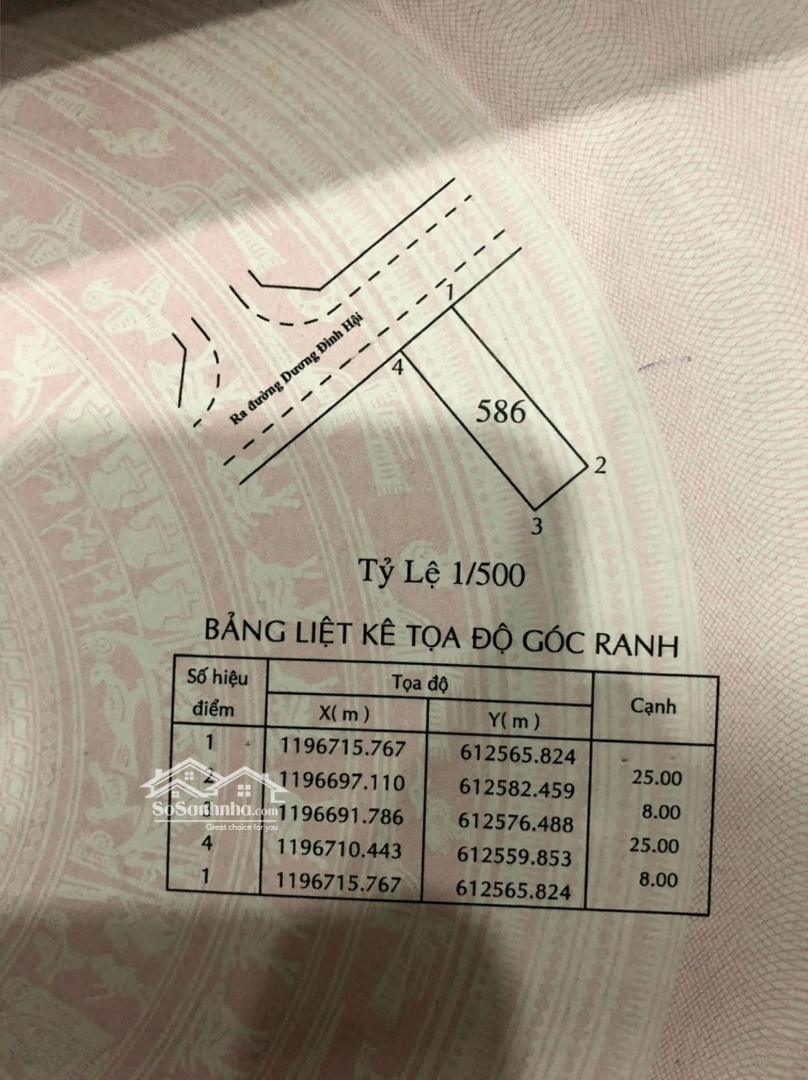 1
Ra đường Dương Đình Hội
4
586
2
3
Tỷ Lệ 1/500
BẢNG LIỆT KÊ TỌA ĐỘ GÓC RANH
Số hiệu điểm Tọa độ Cạnh
X( m ) Y( m )
1 1196715.767 612565.824
25.00
2 1196697.110 612582.459
8.00
3 1196691.786 612576.488
25.00
4 1196710.443 612559.853
8.00
1 1196715.767 612565.824
SoSanhnha.com
Great choice for you